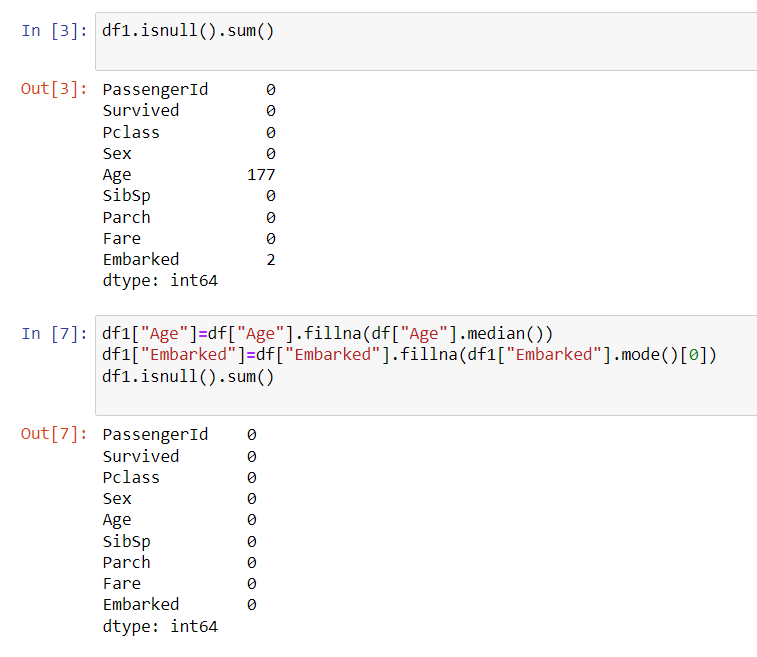 In [3]: df1.isnull().sum()
Out[3]: PassengerId 0
Survived 0
Pclass 0
Sex 0
Age 177
SibSp 0
Parch 0
Fare 0
Embarked 2
dtype: int64
In [7]: df1["Age"]=df["Age"].fillna(df["Age"].median())
df1["Embarked"]=df["Embarked"].fillna(df1["Embarked"].mode()[0])
df1.isnull().sum()
Out[7]: PassengerId 0
Survived 0
Pclass 0
Sex 0
Age 0
SibSp 0
Parch 0
Fare 0
Embarked 0
dtype: int64